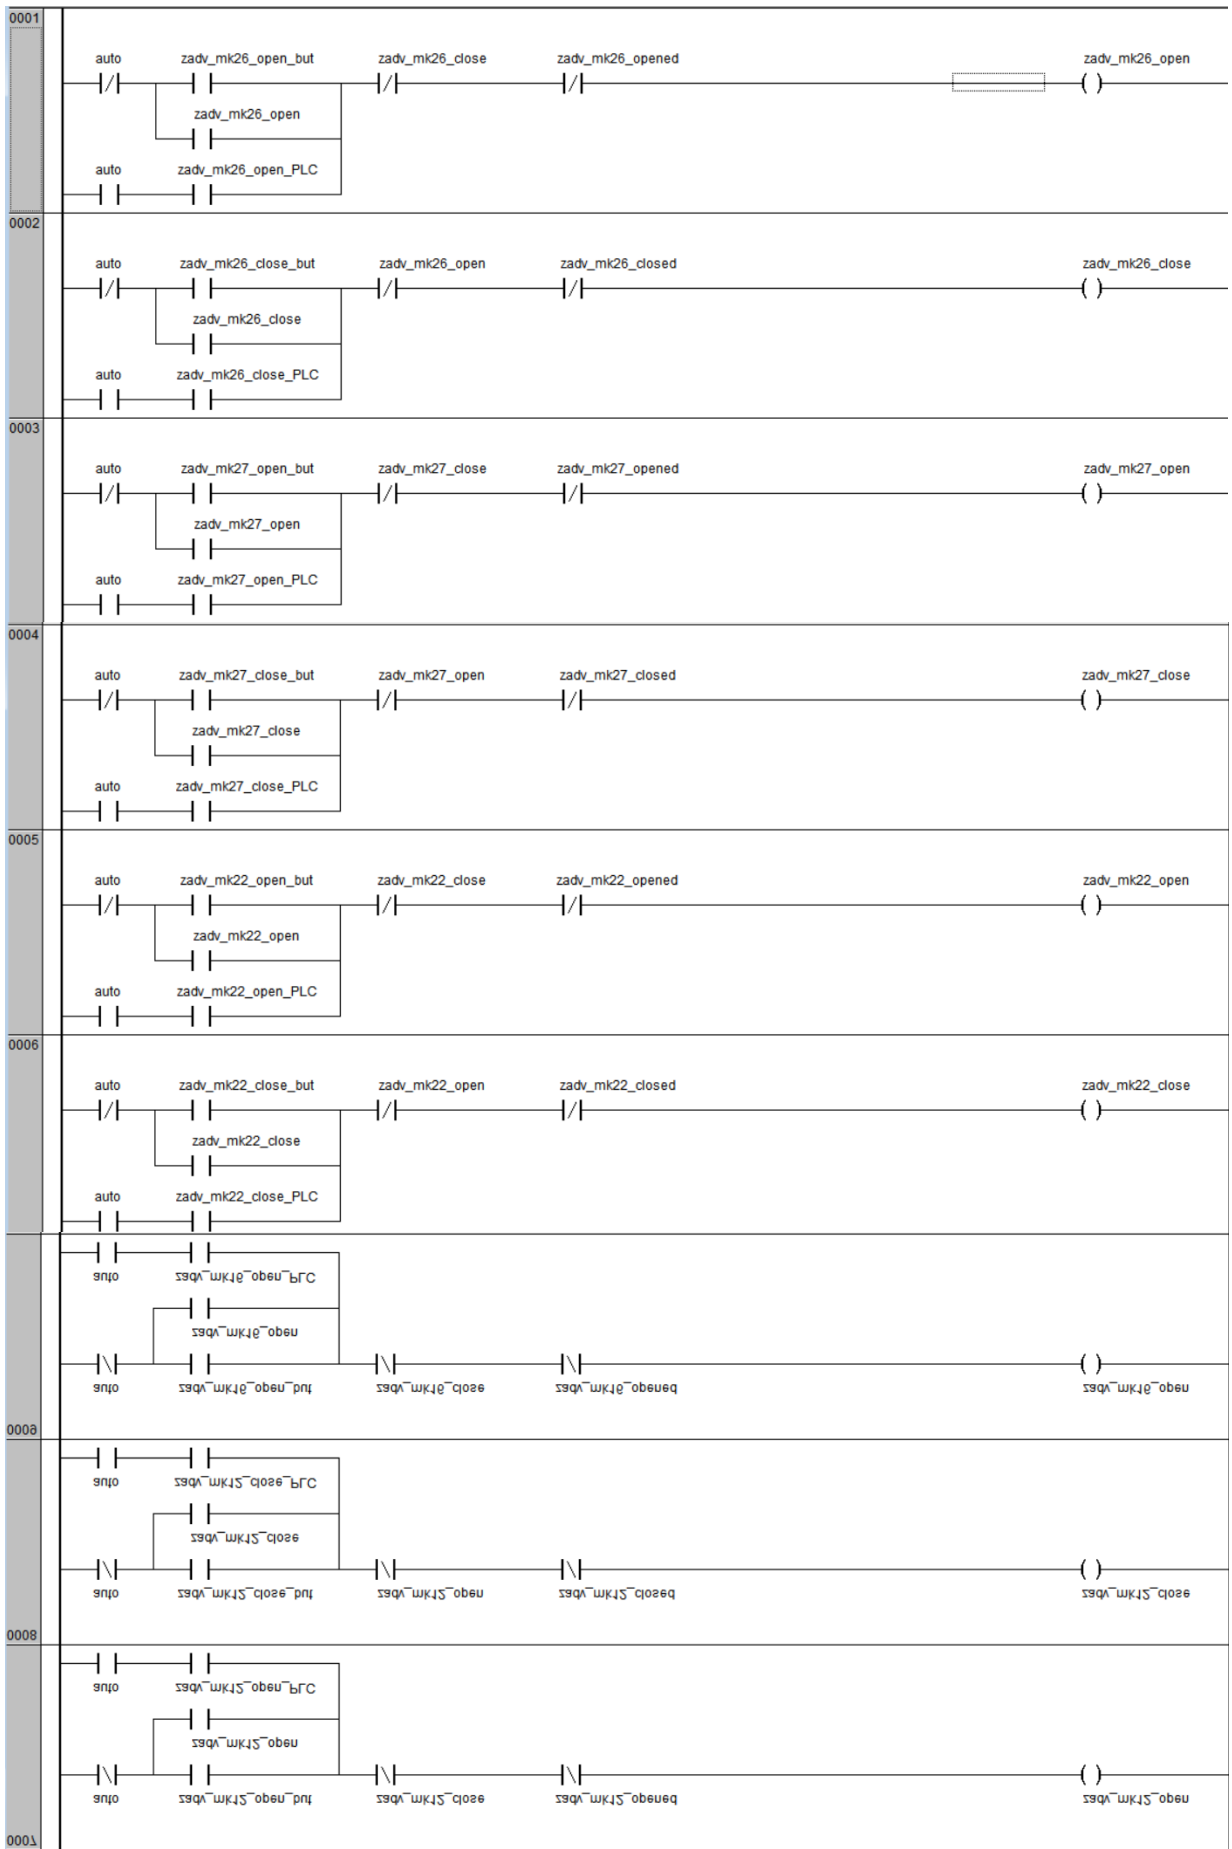 0001
auto zadv_mk26_open_but zadv_mk26_close zadv_mk26_opened zadv_mk26_open
zadv_mk26_open
auto zadv_mk26_open_PLC
0002
auto zadv_mk26_close_but zadv_mk26_open zadv_mk26_closed zadv_mk26_close
zadv_mk26_close
auto zadv_mk26_close_PLC
0003
auto zadv_mk27_open_but zadv_mk27_close zadv_mk27_opened zadv_mk27_open
zadv_mk27_open
auto zadv_mk27_open_PLC
0004
auto zadv_mk27_close_but zadv_mk27_open zadv_mk27_closed zadv_mk27_close
zadv_mk27_close
auto zadv_mk27_close_PLC
0005
auto zadv_mk22_open_but zadv_mk22_close zadv_mk22_opened zadv_mk22_open
zadv_mk22_open
auto zadv_mk22_open_PLC
0006
auto zadv_mk22_close_but zadv_mk22_open zadv_mk22_closed zadv_mk22_close
zadv_mk22_close
auto zadv_mk22_close_PLC
auto zadv_mk16_open_PLC
zadv_mk16_open
auto zadv_mk16_open_but zadv_mk16_close zadv_mk16_opened zadv_mk16_open
0009
auto zadv_mk12_close_PLC
zadv_mk12_close
auto zadv_mk12_close_but zadv_mk12_open zadv_mk12_closed zadv_mk12_close
0008
auto zadv_mk12_open_PLC
zadv_mk12_open
auto zadv_mk12_open_but zadv_mk12_close zadv_mk12_opened zadv_mk12_open
0007